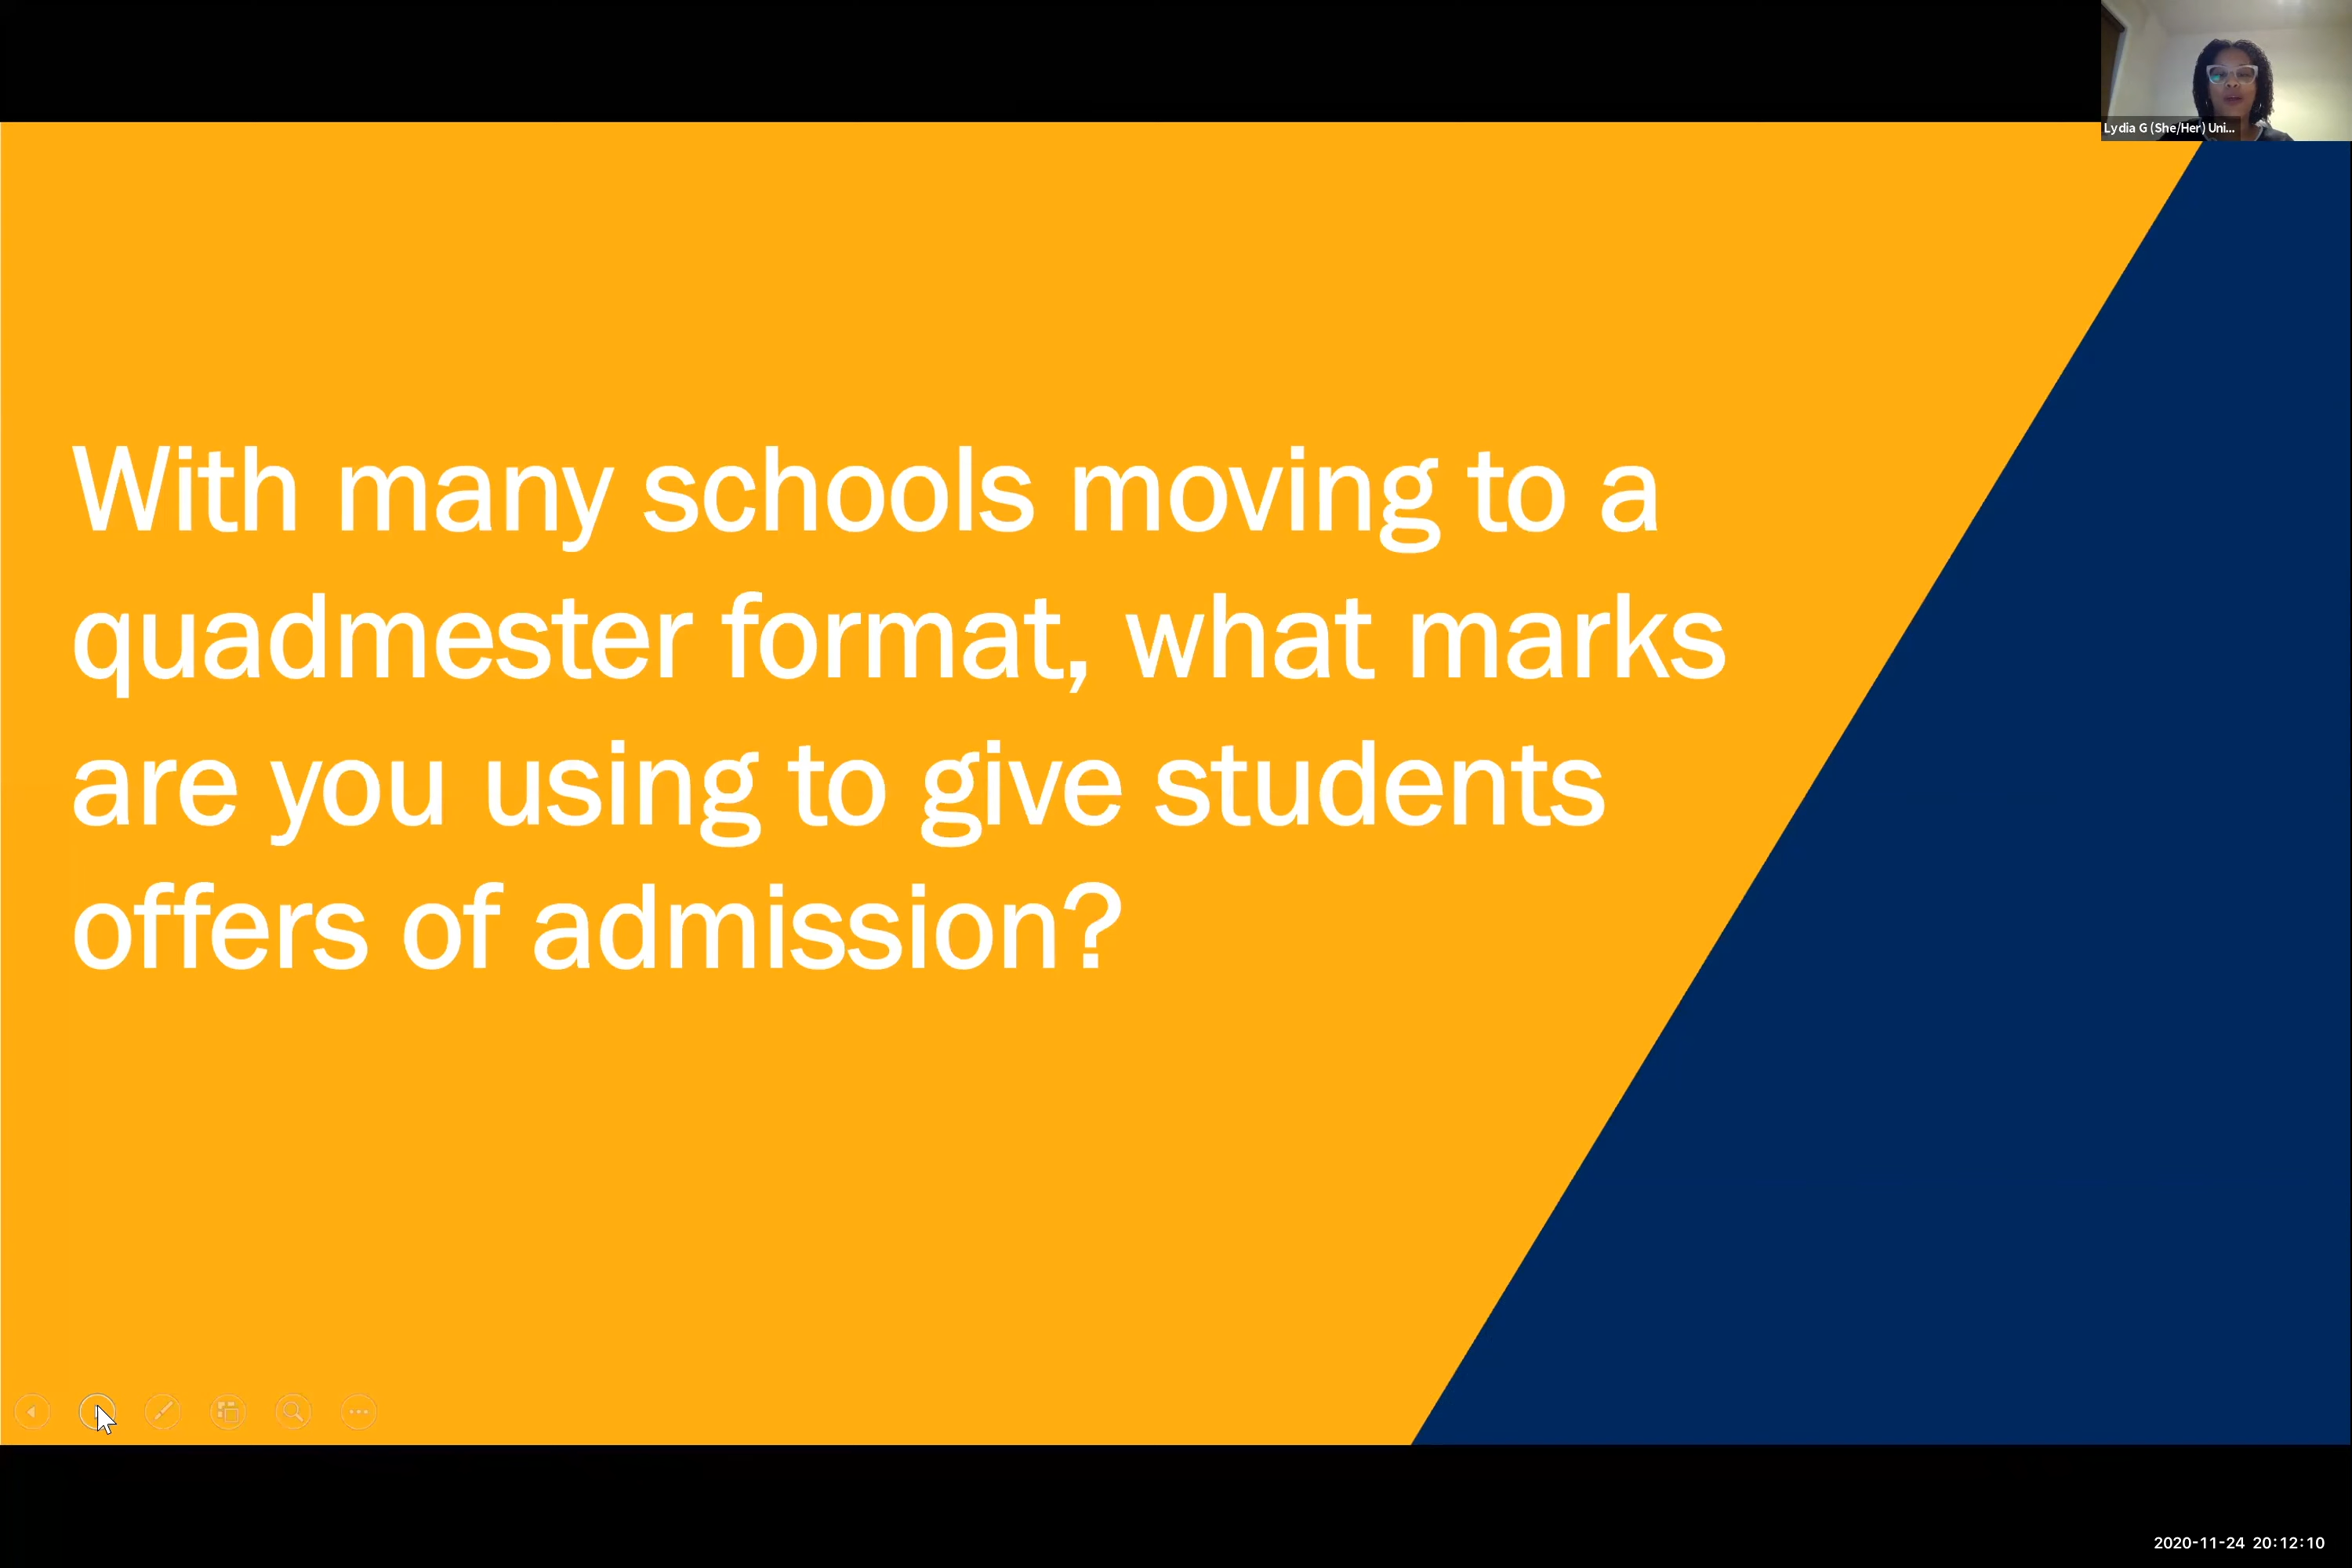 Lydia G (She/Her) Uni...
With many schools moving to a
quadmester format, what marks
are you using to give students
offers of admission?
2020-11-24 20:12:10